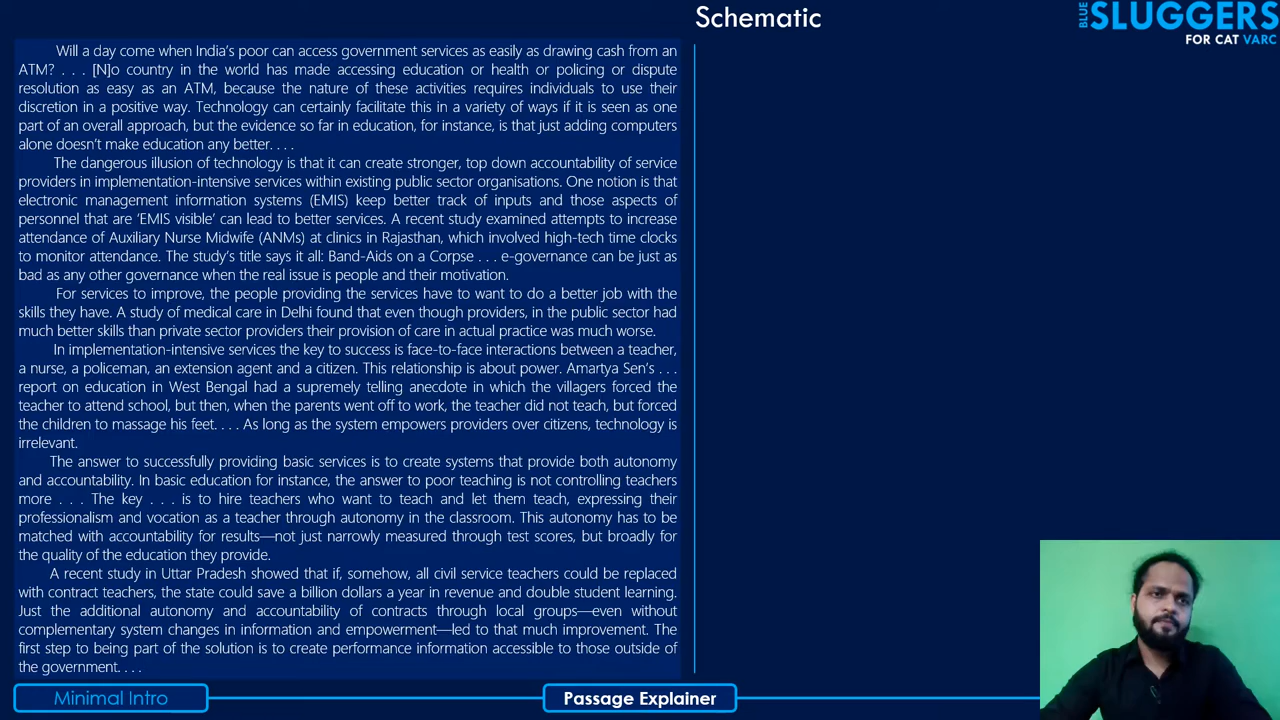 Schematic
BLUE
SLUGGERS
FOR CAT VARC
Will a day come when India's poor can access government services as easily as drawing cash from an
ATM? . . . [N]o country in the world has made accessing education or health or policing or dispute
resolution as easy as an ATM, because the nature of these activities requires individuals to use their
discretion in a positive way. Technology can certainly facilitate this in a variety of ways if it is seen as one
part of an overall approach, but the evidence so far in education, for instance, is that just adding computers
alone doesn't make education any better. . . .
The dangerous illusion of technology is that it can create stronger, top down accountability of service
providers in implementation-intensive services within existing public sector organisations. One notion is that
electronic management information systems (EMIS) keep better track of inputs and those aspects of
personnel that are 'EMIS visible' can lead to better services. A recent study examined attempts to increase
attendance of Auxiliary Nurse Midwife (ANMs) at clinics in Rajasthan, which involved high-tech time clocks
to monitor attendance. The study's title says it all: Band-Aids on a Corpse . . . e-governance can be just as
bad as any other governance when the real issue is people and their motivation.
For services to improve, the people providing the services have to want to do a better job with the
skills they have. A study of medical care in Delhi found that even though providers, in the public sector had
much better skills than private sector providers their provision of care in actual practice was much worse.
In implementation-intensive services the key to success is face-to-face interactions between a teacher,
a nurse, a policeman, an extension agent and a citizen. This relationship is about power. Amartya Sen's . . .
report on education in West Bengal had a supremely telling anecdote in which the villagers forced the
teacher to attend school, but then, when the parents went off to work, the teacher did not teach, but forced
the children to massage his feet. . . . As long as the system empowers providers over citizens, technology is
irrelevant.
The answer to successfully providing basic services is to create systems that provide both autonomy
and accountability. In basic education for instance, the answer to poor teaching is not controlling teachers
more . . . The key . . . is to hire teachers who want to teach and let them teach, expressing their
professionalism and vocation as a teacher through autonomy in the classroom. This autonomy has to be
matched with accountability for results—not just narrowly measured through test scores, but broadly for
the quality of the education they provide.
A recent study in Uttar Pradesh showed that if, somehow, all civil service teachers could be replaced
with contract teachers, the state could save a billion dollars a year in revenue and double student learning.
Just the additional autonomy and accountability of contracts through local groups—even without
complementary system changes in information and empowerment—led to that much improvement. The
first step to being part of the solution is to create performance information accessible to those outside of
the government. . . .
Minimal Intro
Passage Explainer